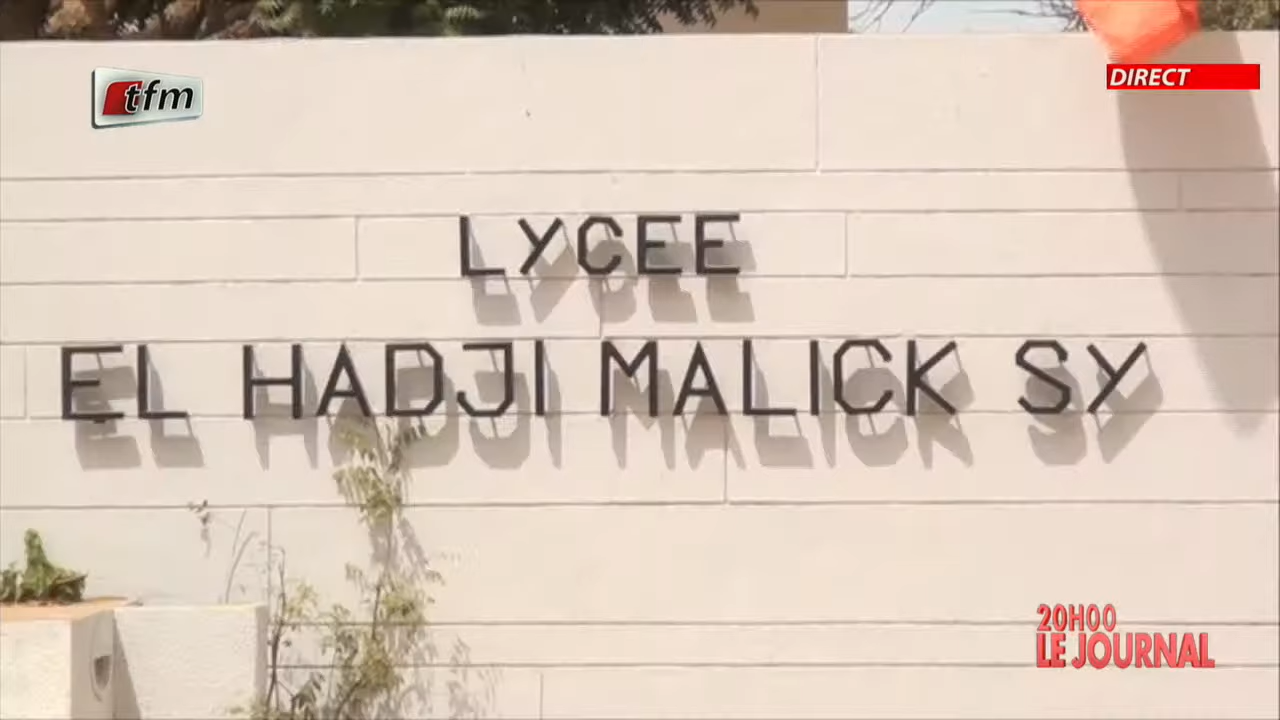 tfm
DIRECT
LYCEE
EL HADJI MALICK SY
20H00
LE JOURNAL